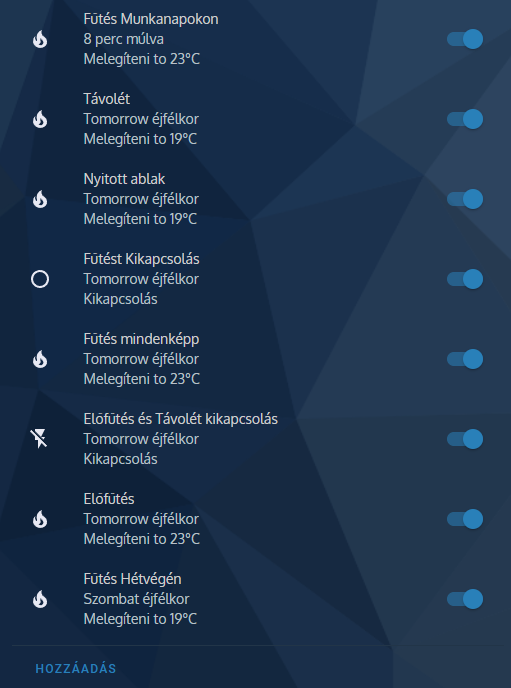 Fűtés Munkanapokon
8 perc múlva
Melegíteni to 23°C
Távolét
Tomorrow éjfélkor
Melegíteni to 19°C
Nyitott ablak
Tomorrow éjfélkor
Melegíteni to 19°C
Fűtést Kikapcsolás
Tomorrow éjfélkor
Kikapcsolás
Fűtés mindenképp
Tomorrow éjfélkor
Melegíteni to 23°C
Előfűtés és Távolét kikapcsolás
Tomorrow éjfélkor
Kikapcsolás
Előfűtés
Tomorrow éjfélkor
Melegíteni to 23°C
Fűtés Hétvégén
Szombat éjfélkor
Melegíteni to 19°C
HOZZÁADÁS